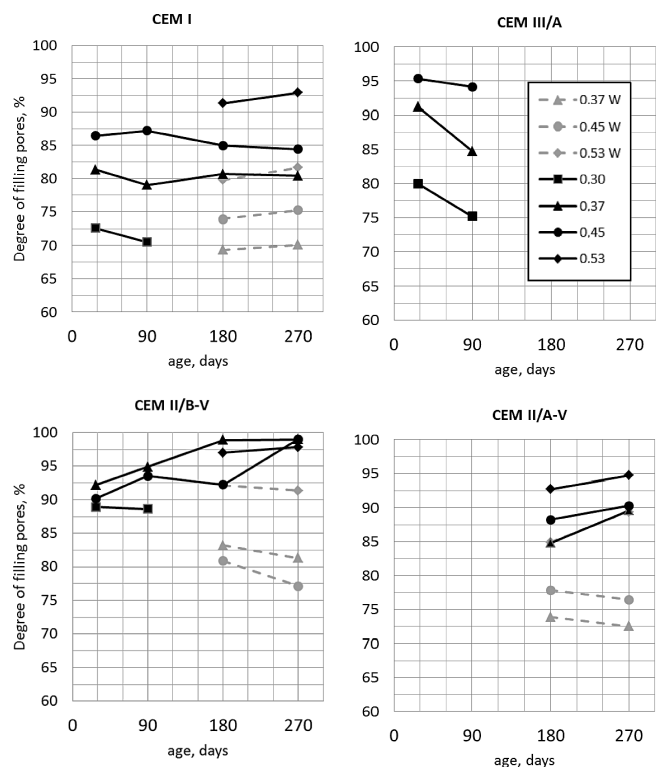 CEM I
100
95
90
85
80
75
70
65
60
Degree of filling pores, %
0 90 180 270
age, days
CEM III/A
100
95
90
85
80
75
70
65
60
0 90 180 270
age, days
0.37 W
0.45 W
0.53 W
0.30
0.37
0.45
0.53
CEM II/B-V
100
95
90
85
80
75
70
65
60
Degree of filling pores, %
0 90 180 270
age, days
CEM II/A-V
100
95
90
85
80
75
70
65
60
0 90 180 270
age, days